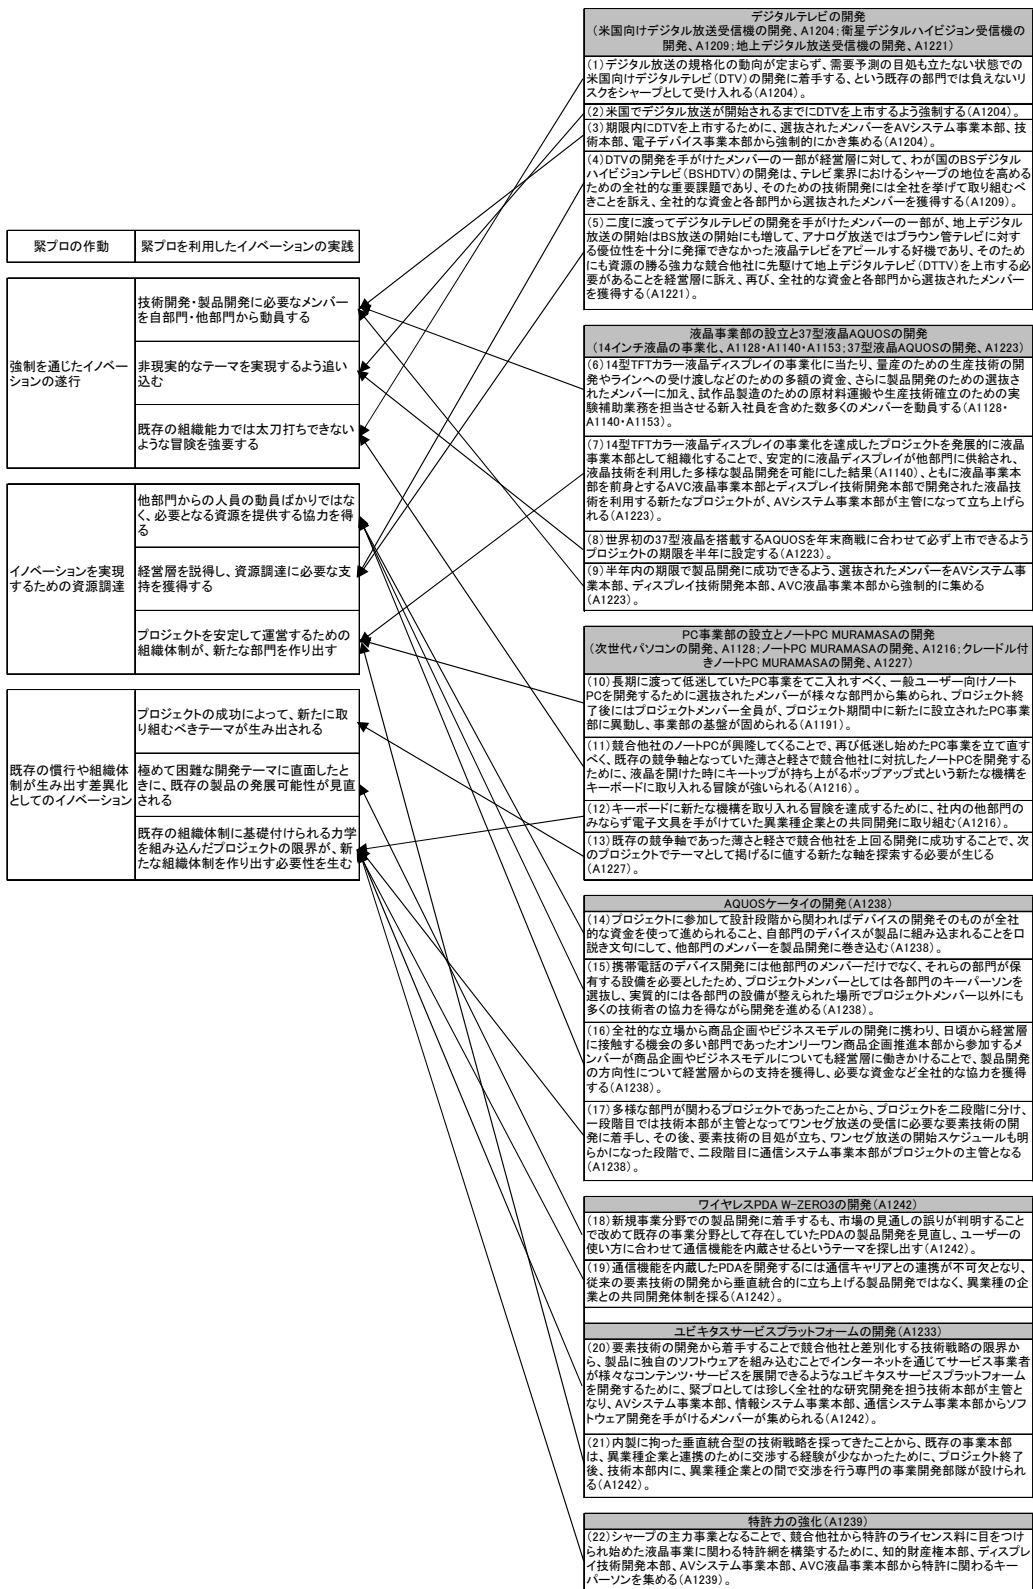 緊プロの作動
緊プロを利用したイノベーションの実践
強制を通じたイノベー
ションの遂行
技術開発・製品開発に必要なメンバー
を自部門・他部門から動員する
非現実的なテーマを実現するよう追い
込む
既存の組織能力では太刀打ちできない
ような冒険を強要する
イノベーションを実現
するための資源調達
他部門からの人員の動員ばかりではな
く、必要となる資源を提供する協力を得
る
経営層を説得し、資源調達に必要な支
持を獲得する
プロジェクトを安定して運営するための
組織体制が、新たな部門を作り出す
既存の慣行や組織体
制が生み出す差異化
としてのイノベーション
プロジェクトの成功によって、新たに取
り組むべきテーマが生み出される
極めて困難な開発テーマに直面したと
きに、既存の製品の発展可能性が見直
される
既存の組織体制に基礎付けられる力学
を組み込んだプロジェクトの限界が、新
たな組織体制を作り出す必要性を生む
デジタルテレビの開発
(米国向けデジタル放送受信機の開発、A1204;衛星デジタルハイビジョン受信機の
開発、A1209;地上デジタル放送受信機の開発、A1221)
(1)デジタル放送の規格化の動向が定まらず、需要予測の目処も立たない状態での
米国向けデジタルテレビ(DTV)の開発に着手する、という既存の部門では負えないリ
スクをシャープとして受け入れる(A1204)。
(2)米国でデジタル放送が開始されるまでにDTVを上市するよう強制する(A1204)。
(3)期限内にDTVを上市するために、選抜されたメンバーをAVシステム事業本部、技
術本部、電子デバイス事業本部から強制的にかき集める(A1204)。
(4)DTVの開発を手がけたメンバーの一部が経営層に対して、わが国のBSデジタル
ハイビジョンテレビ(BSHDTV)の開発は、テレビ業界におけるシャープの地位を高める
ための全社的な重要課題であり、そのための技術開発には全社を挙げて取り組むべ
きことを訴え、全社的な資金と各部門から選抜されたメンバーを獲得する(A1209)。
(5)二度に渡ってデジタルテレビの開発を手がけたメンバーの一部が、地上デジタル
放送の開始はBS放送の開始にも増して、アナログ放送ではブラウン管テレビに対す
る優位性を十分に発揮できなかった液晶テレビをアピールする好機であり、そのため
にも資源の勝る強力な競合他社に先駆けて地上デジタルテレビ(DTTV)を上市する必
要があることを経営層に訴え、再び、全社的な資金と各部門から選抜されたメンバー
を獲得する(A1221)。
液晶事業部の設立と37型液晶AQUOSの開発
(14インチ液晶の事業化、A1128・A1140・A1153;37型液晶AQUOSの開発、A1223)
(6)14型TFTカラー液晶ディスプレイの事業化に当たり、量産のための生産技術の開
発やラインへの受け渡しなどのための多額の資金、さらに製品開発のための選抜さ
れたメンバーに加え、試作品製造のための原材料運搬や生産技術確立のための実
験補助業務を担当させる新入社員を含めた数多くのメンバーを動員する(A1128・
A1140・A1153)。
(7)14型TFTカラー液晶ディスプレイの事業化を達成したプロジェクトを発展的に液晶
事業本部として組織化することで、安定的に液晶ディスプレイが他部門に供給され、
液晶技術を利用した多様な製品開発を可能にした結果(A1140)、ともに液晶事業本
部を前身とするAVC液晶事業本部とディスプレイ技術開発本部で開発された液晶技
術を利用する新たなプロジェクトが、AVシステム事業本部が主管になって立ち上げら
れる(A1223)。
(8)世界初の37型液晶を搭載するAQUOSを年末商戦に合わせて必ず上市できるよう
プロジェクトの期限を半年に設定する(A1223)。
(9)半年内の期限で製品開発に成功できるよう、選抜されたメンバーをAVシステム事
業本部、ディスプレイ技術開発本部、AVC液晶事業本部から強制的に集める
(A1223)。
PC事業部の設立とノートPC MURAMASAの開発
(次世代パソコンの開発、A1128;ノートPC MURAMASAの開発、A1216;クレードル付
きノートPC MURAMASAの開発、A1227)
(10)長期に渡って低迷していたPC事業をてこ入れすべく、一般ユーザー向けノート
PCを開発するために選抜されたメンバーが様々な部門から集められ、プロジェクト終
了後にはプロジェクトメンバー全員が、プロジェクト期間中に新たに設立されたPC事業
部に異動し、事業部の基盤が固められる(A1191)。
(11)競合他社のノートPCが興隆してくることで、再び低迷し始めたPC事業を立て直す
べく、既存の競争軸となっていた薄さと軽さで競合他社に対抗したノートPCを開発する
ために、液晶を開けた時にキートップが持ち上がるポップアップ式という新たな機構を
キーボードに取り入れる冒険が強いられる(A1216)。
(12)キーボードに新たな機構を取り入れる冒険を達成するために、社内の他部門の
みならず電子文具を手がけていた異業種企業との共同開発に取り組む(A1216)。
(13)既存の競争軸であった薄さと軽さで競合他社を上回る開発に成功することで、次
のプロジェクトでテーマとして掲げるに値する新たな軸を探索する必要が生じる
(A1227)。
AQUOSケータイの開発(A1238)
(14)プロジェクトに参加して設計段階から関わればデバイスの開発そのものが全社
的な資金を使って進められること、自部門のデバイスが製品に組み込まれることを口
説き文句にして、他部門のメンバーを製品開発に巻き込む(A1238)。
(15)携帯電話のデバイス開発には他部門のメンバーだけでなく、それらの部門が保
有する設備を必要としたため、プロジェクトメンバーとしては各部門のキーパーソンを
選抜し、実質的には各部門の設備が整えられた場所でプロジェクトメンバー以外にも
多くの技術者の協力を得ながら開発を進める(A1238)。
(16)全社的な立場から商品企画やビジネスモデルの開発に携わり、日頃から経営層
に接触する機会の多い部門であったオンリーワン商品企画推進本部から参加するメ
ンバーが商品企画やビジネスモデルについても経営層に働きかけることで、製品開発
の方向性について経営層からの支持を獲得し、必要な資金など全社的な協力を獲得
する(A1238)。
(17)多様な部門が関わるプロジェクトであったことから、プロジェクトを二段階に分け、
一段階目では技術本部が主管となってワンセグ放送の受信に必要な要素技術の開
発に着手し、その後、要素技術の目処が立ち、ワンセグ放送の開始スケジュールも明
らかになった段階で、二段階目に通信システム事業本部がプロジェクトの主管となる
(A1238)。
ワイヤレスPDA W-ZERO3の開発(A1242)
(18)新規事業分野での製品開発に着手するも、市場の見通しの誤りが判明すること
で改めて既存の事業分野として存在していたPDAの製品開発を見直し、ユーザーの
使い方に合わせて通信機能を内蔵させるというテーマを探し出す(A1242)。
(19)通信機能を内蔵したPDAを開発するには通信キャリアとの連携が不可欠となり、
従来の要素技術の開発から垂直統合的に立ち上げる製品開発ではなく、異業種の企
業との共同開発体制を採る(A1242)。
ユビキタスサービスプラットフォームの開発(A1233)
(20)要素技術の開発から着手することで競合他社と差別化する技術戦略の限界か
ら、製品に独自のソフトウェアを組み込むことでインターネットを通じてサービス事業者
が様々なコンテンツ・サービスを展開できるようなユビキタスサービスプラットフォーム
を開発するために、緊プロとしては珍しく全社的な研究開発を担う技術本部が主管と
なり、AVシステム事業本部、情報システム事業本部、通信システム事業本部からソフ
トウェア開発を手がけるメンバーが集められる(A1242)。
(21)内製に拘った垂直統合型の技術戦略を採ってきたことから、既存の事業本部
は、異業種企業と連携のために交渉する経験が少なかったために、プロジェクト終了
後、技術本部内に、異業種企業との間で交渉を行う専門の事業開発部隊が設けられ
る(A1242)。
特許力の強化(A1239)
(22)シャープの主力事業となることで、競合他社から特許のライセンス料に目をつけ
られ始めた液晶事業に関わる特許網を構築するために、知的財産権本部、ディスプレ
イ技術開発本部、AVシステム事業本部、AVC液晶事業本部から特許に関わるキー
パーソンを集める(A1239)。